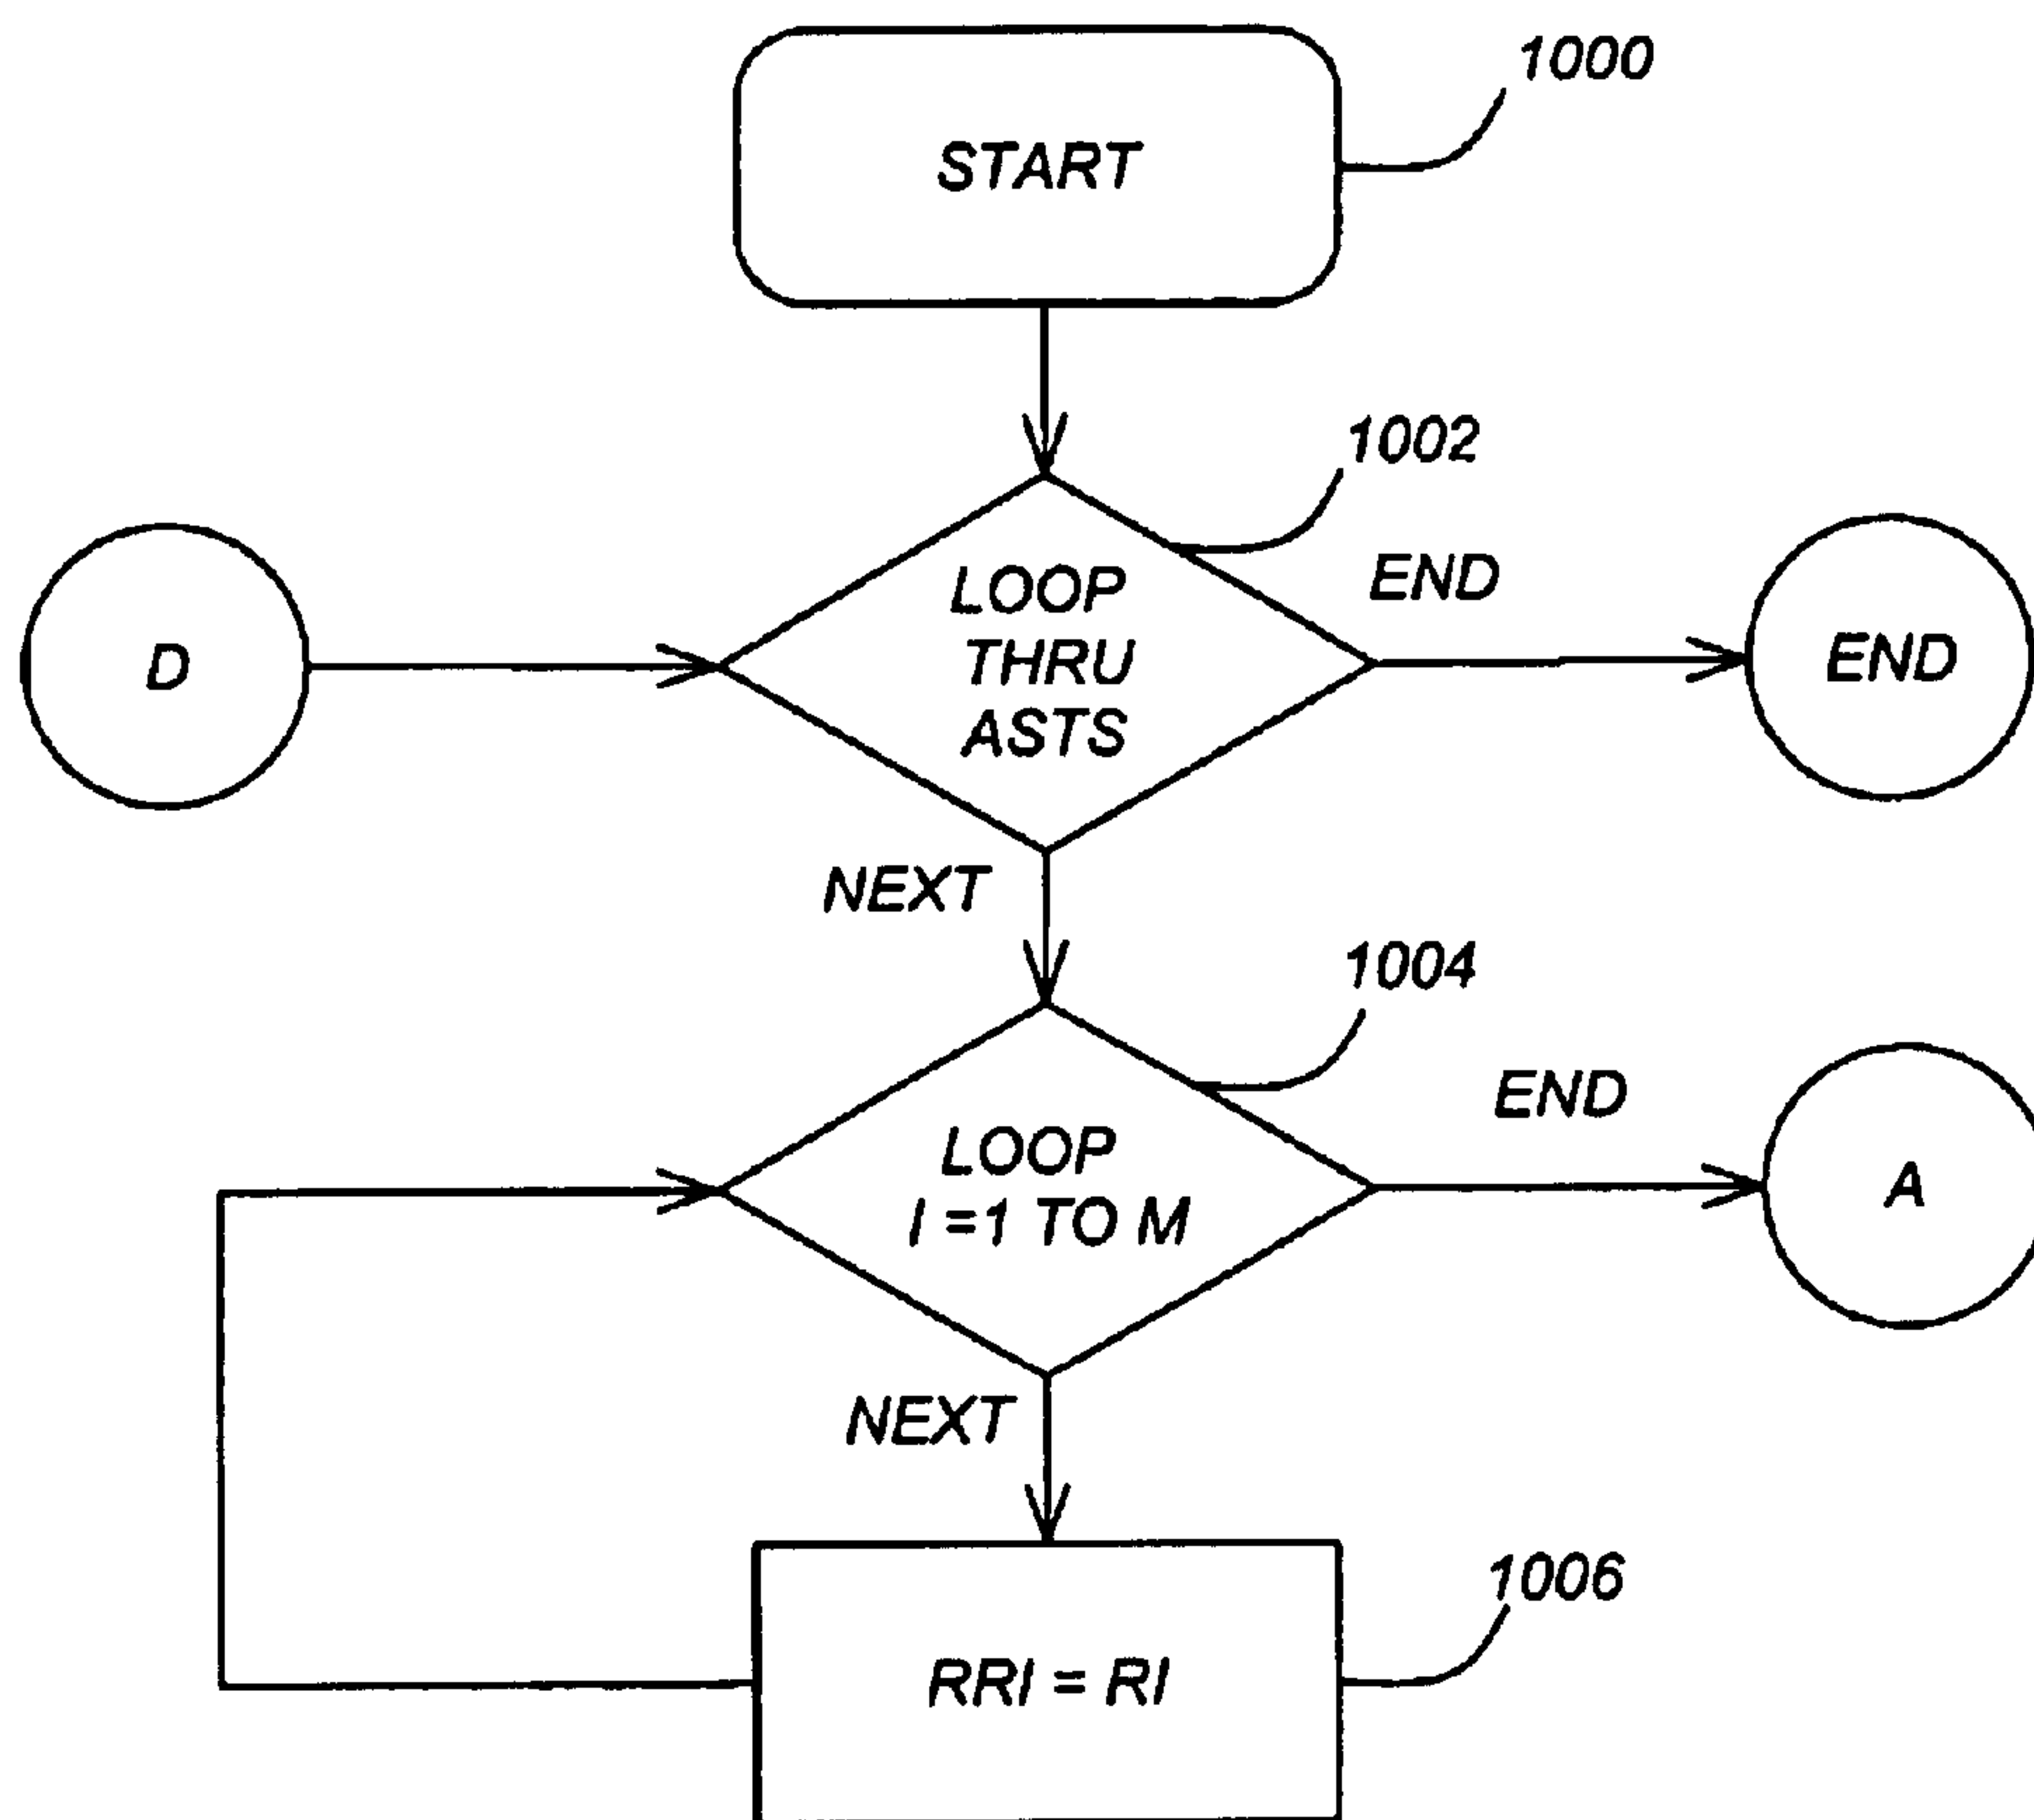 1000
START
1002
LOOP
THRU
ASTS
END
D
END
NEXT
1004
LOOP
I =1 TO M
END
A
NEXT
1006
RRI = RI